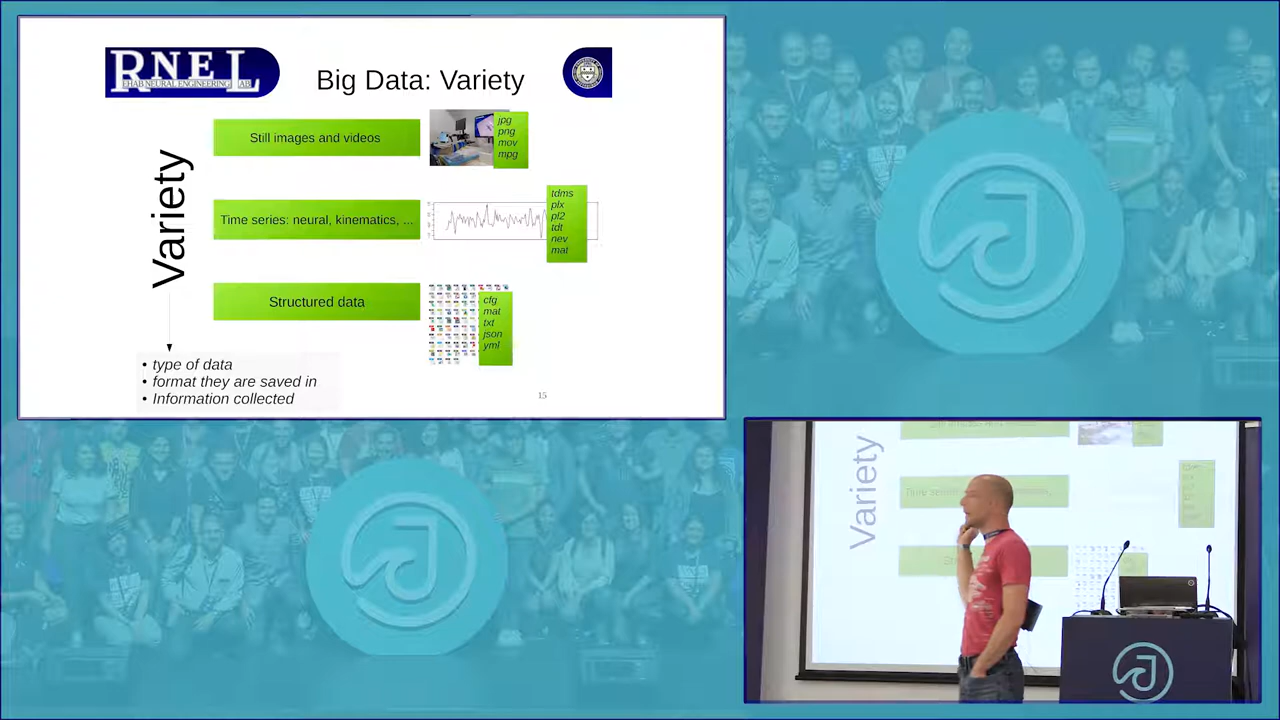 RNEL
REHAB NEURAL ENGINEERING LAB
Big Data: Variety
Variety
Still images and videos
jpg
png
mov
mpg
Time series: neural, kinematics, ...
tdms
plx
pl2
tdt
nev
mat
Structured data
cfg
mat
txt
json
yml
• type of data
• format they are saved in
• Information collected
15
Variety